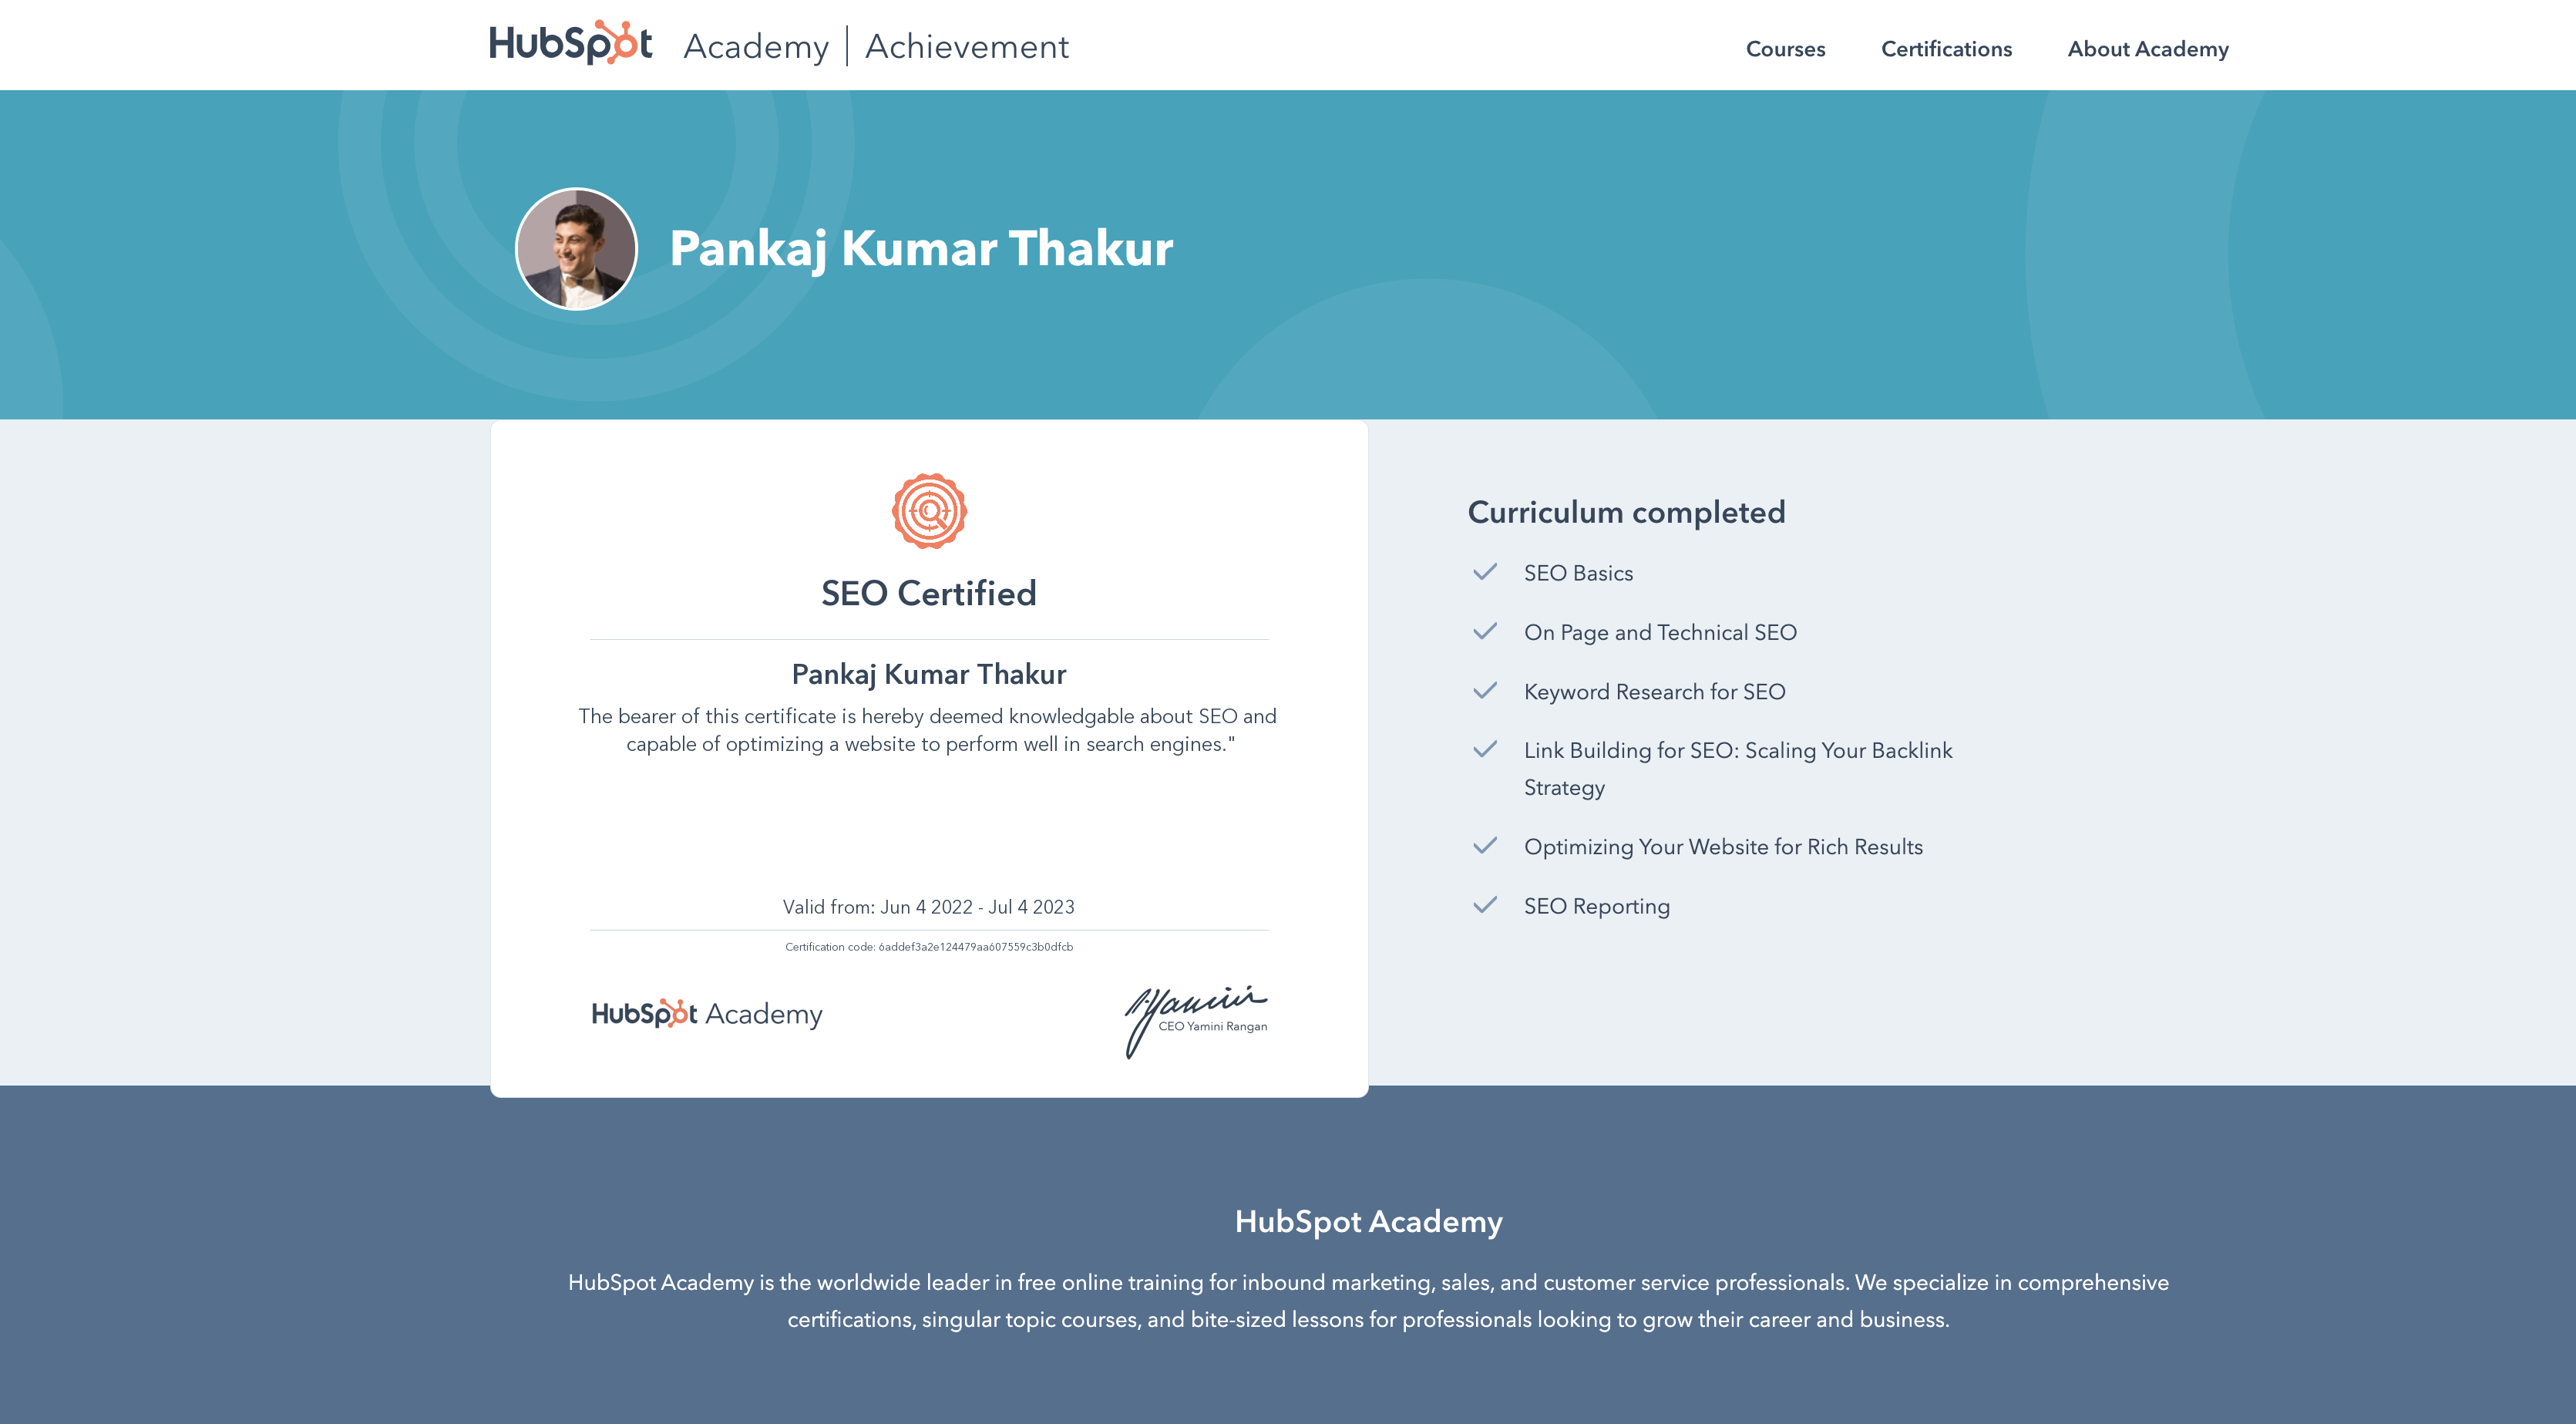 HubSpot Academy | Achievement
Courses Certifications About Academy
Pankaj Kumar Thakur
SEO Certified
Pankaj Kumar Thakur
The bearer of this certificate is hereby deemed knowledgable about SEO and
capable of optimizing a website to perform well in search engines."
Valid from: Jun 4 2022 - Jul 4 2023
Certification code: 6addef3a2e124479aa607559c3b0dfcb
HubSpot Academy
Yamini
CEO Yamini Rangan
Curriculum completed
SEO Basics
On Page and Technical SEO
Keyword Research for SEO
Link Building for SEO: Scaling Your Backlink
Strategy
Optimizing Your Website for Rich Results
SEO Reporting
HubSpot Academy
HubSpot Academy is the worldwide leader in free online training for inbound marketing, sales, and customer service professionals. We specialize in comprehensive
certifications, singular topic courses, and bite-sized lessons for professionals looking to grow their career and business.